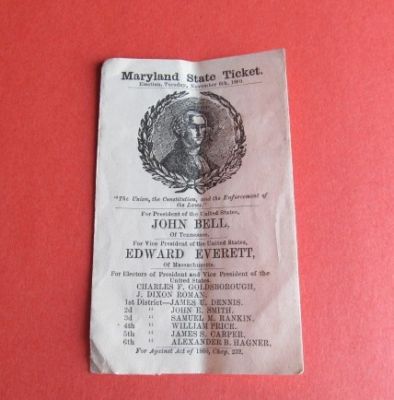 Maryland State Ticket.
Election, Tuesday, November 6th, 1860.
"The Union, the Constitution, and the Enforcement of
the Laws."
For President of the United States,
JOHN BELL,
Of Tennessee.
For Vice President of the United States,
EDWARD EVERETT,
Of Massachusetts.
For Electors of President and Vice President of the
United States.
CHARLES F. GOLDSBOROUGH,
J. DIXON ROMAN.
1st District—JAMES U. DENNIS.
2d " JOHN E. SMITH.
3d " SAMUEL M. RANKIN.
4th " WILLIAM PRICE.
5th " JAMES S. CARPER.
6th " ALEXANDER B. HAGNER.
For Against Act of 1860, Chap. 232.